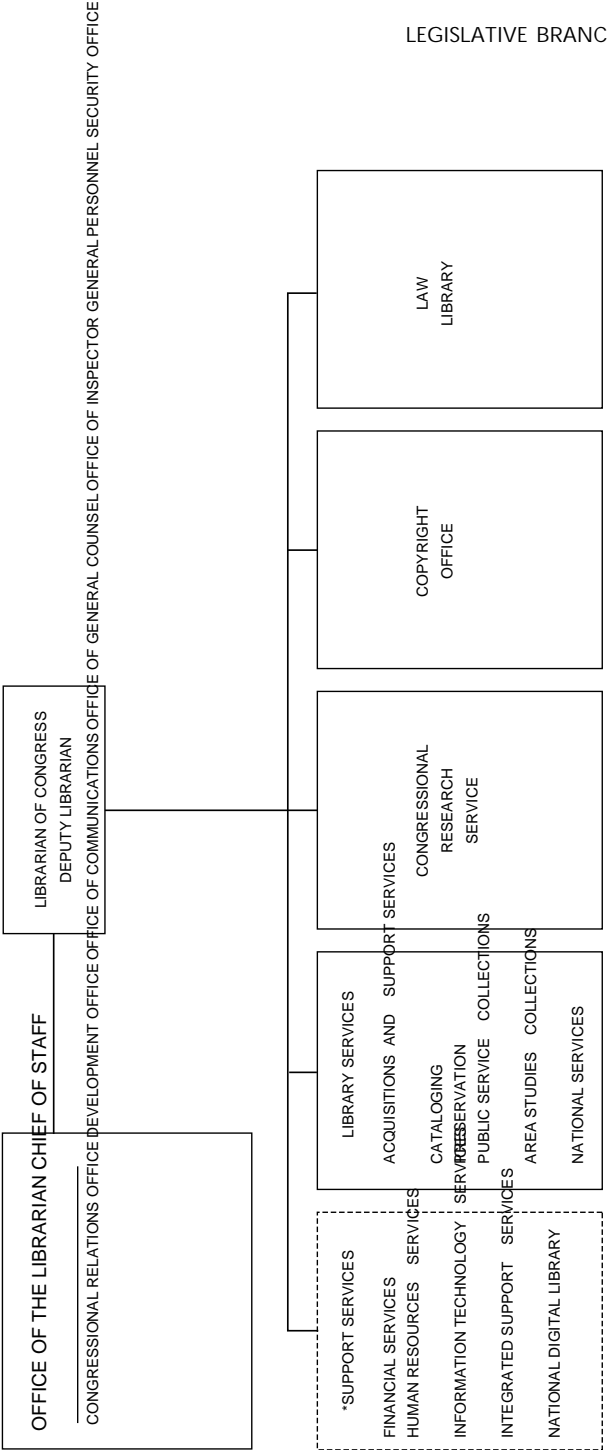 LEGISLATIVE BRANC
LIBRARIAN OF CONGRESS
DEPUTY LIBRARIAN
OFFICE OF THE LIBRARIAN CHIEF OF STAFF
CONGRESSIONAL RELATIONS OFFICE DEVELOPMENT OFFICE OFFICE OF COMMUNICATIONS OFFICE OF GENERAL COUNSEL OFFICE OF INSPECTOR GENERAL PERSONNEL SECURITY OFFICE
*SUPPORT SERVICES
FINANCIAL SERVICES
HUMAN RESOURCES SERVICES
INFORMATION TECHNOLOGY SERVICES
INTEGRATED SUPPORT SERVICES
NATIONAL DIGITAL LIBRARY
LIBRARY SERVICES
ACQUISITIONS AND SUPPORT SERVICES
CATALOGING
PRESERVATION
PUBLIC SERVICE COLLECTIONS
AREA STUDIES COLLECTIONS
NATIONAL SERVICES
CONGRESSIONAL
RESEARCH
SERVICE
COPYRIGHT
OFFICE
LAW
LIBRARY